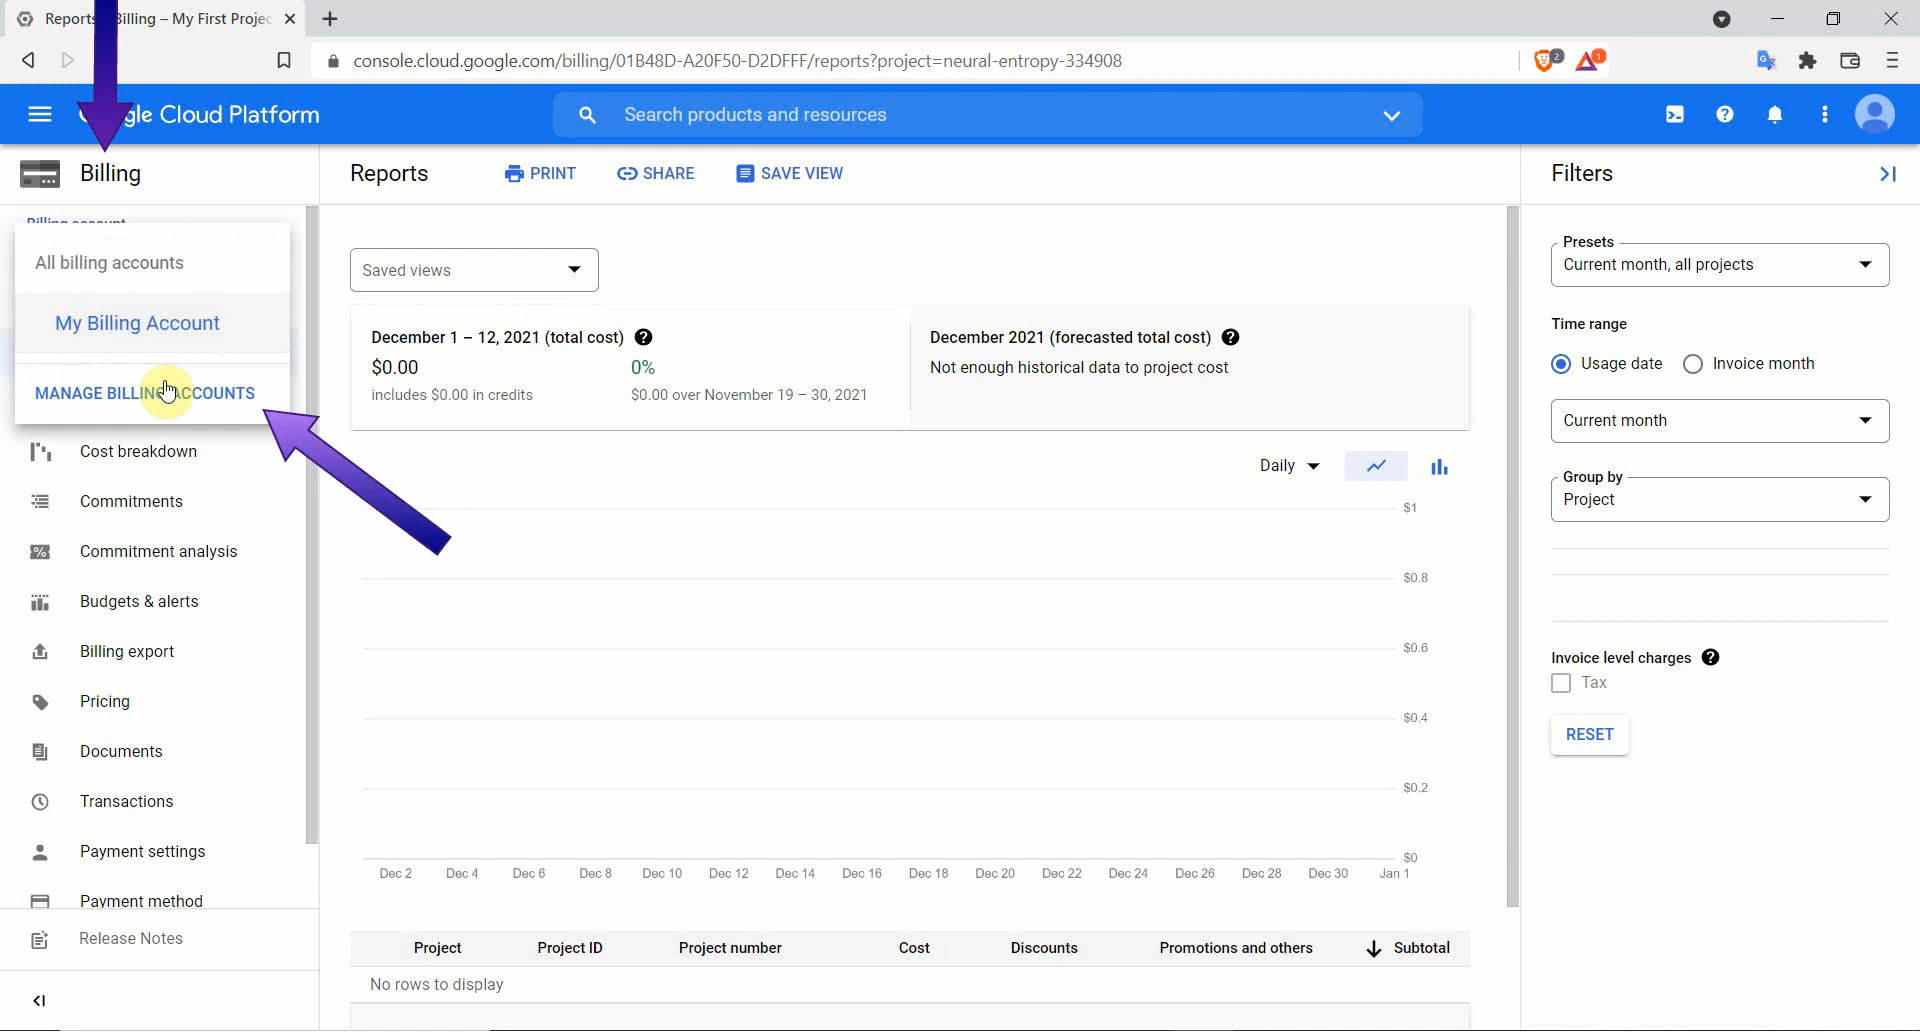 Reports
Billing – My First Projec
console.cloud.google.com/billing/01B48D-A20F50-D2DFFF/reports?project=neural-entropy-334908
2
1
gle Cloud Platform
Search products and resources
Billing
Reports
PRINT
SHARE
SAVE VIEW
Filters
Billing account
All billing accounts
My Billing Account
MANAGE BILLING ACCOUNTS
Cost breakdown
Commitments
Commitment analysis
Budgets & alerts
Billing export
Pricing
Documents
Transactions
Payment settings
Payment method
Release Notes
Saved views
December 1 – 12, 2021 (total cost)
$0.00
0%
includes $0.00 in credits
$0.00 over November 19 – 30, 2021
December 2021 (forecasted total cost)
Not enough historical data to project cost
Daily
$1
$0.8
$0.6
$0.4
$0.2
$0
Dec 2 Dec 4 Dec 6 Dec 8 Dec 10 Dec 12 Dec 14 Dec 16 Dec 18 Dec 20 Dec 22 Dec 24 Dec 26 Dec 28 Dec 30 Jan 1
Project Project ID Project number Cost Discounts Promotions and others Subtotal
No rows to display
Presets
Current month, all projects
Time range
Usage date
Invoice month
Current month
Group by
Project
Invoice level charges
Tax
RESET